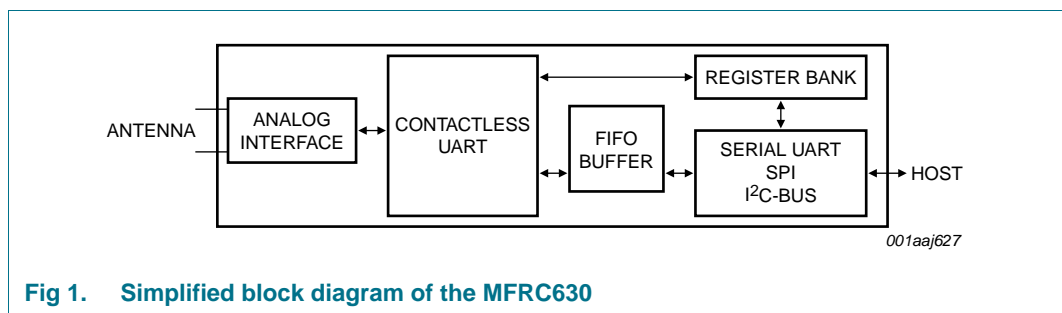 REGISTER BANK
ANTENNA
ANALOG
INTERFACE
CONTACTLESS
UART
FIFO
BUFFER
SERIAL UART
SPI
I²C-BUS
HOST
001aaj627
Fig 1. Simplified block diagram of the MFRC630